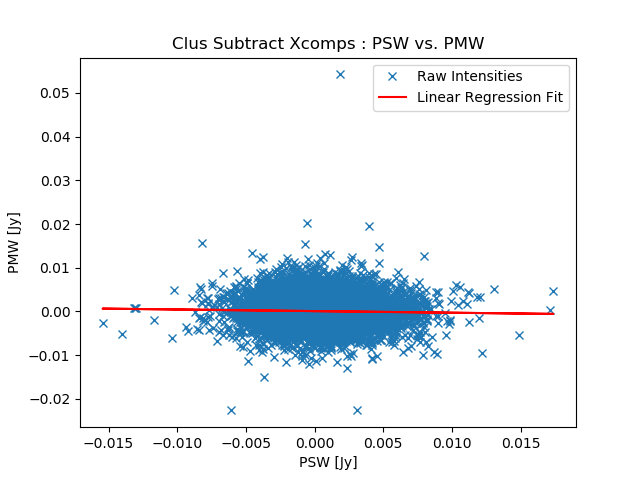 Clus Subtract Xcomps : PSW vs. PMW
Raw Intensities
Linear Regression Fit
PMW [Jy]
0.05
0.04
0.03
0.02
0.01
0.00
−0.01
−0.02
−0.015 −0.010 −0.005 0.000 0.005 0.010 0.015
PSW [Jy]